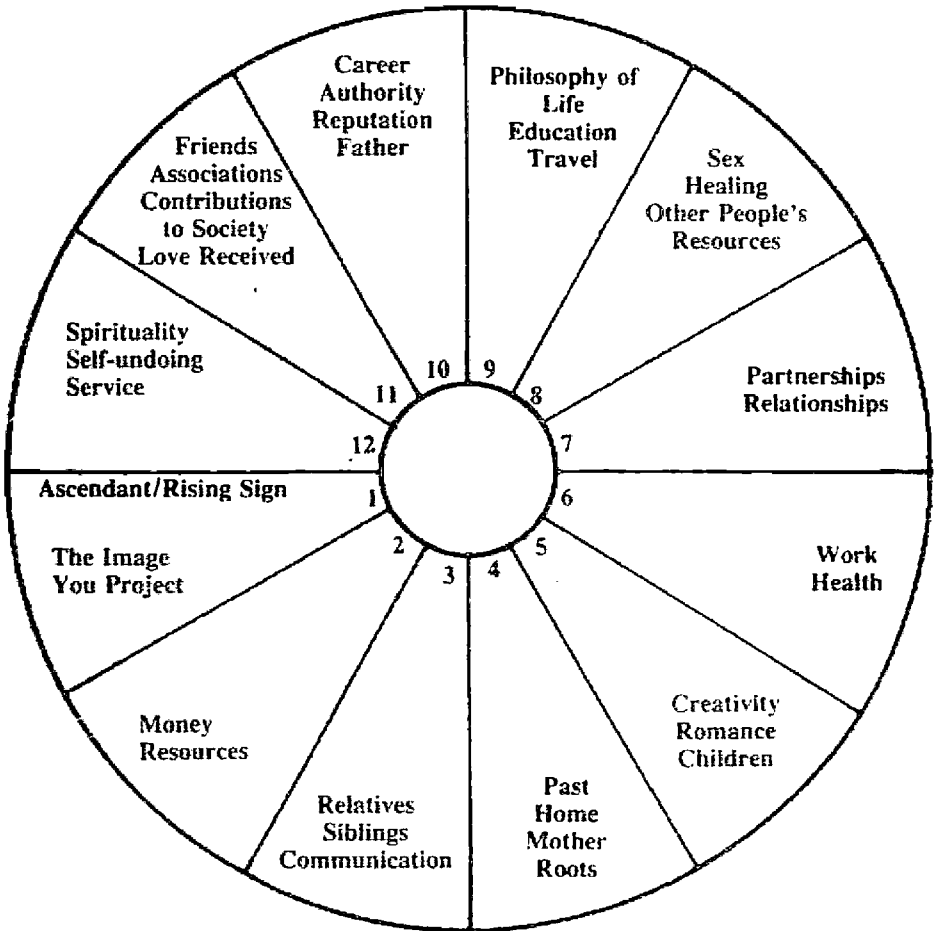 Career
Authority
Reputation
Father
Philosophy of
Life
Education
Travel
Friends
Associations
Contributions
to Society
Love Received
Sex
Healing
Other People's
Resources
Spirituality
Self-undoing
Service
Partnerships
Relationships
10
9
11
8
12
7
Ascendant/Rising Sign
1
6
2
5
3
4
The Image
You Project
Work
Health
Money
Resources
Creativity
Romance
Children
Relatives
Siblings
Communication
Past
Home
Mother
Roots